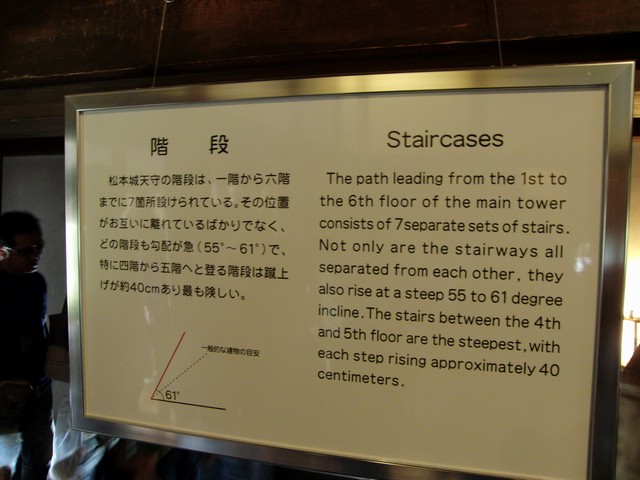 階 段
松本城天守の階段は、一階から六階
までに7箇所設けられている。その位置
がお互いに離れているばかりでなく、
どの階段も勾配が急（55°～61°）で、
特に四階から五階へと登る階段は蹴上
げが約40cmあり最も険しい。
一般的な建物の目安
61°
Staircases
The path leading from the 1st to
the 6th floor of the main tower
consists of 7separate sets of stairs.
Not only are the stairways all
separated from each other, they
also rise at a steep 55 to 61 degree
incline.The stairs between the 4th
and 5th floor are the steepest,with
each step rising approximately 40
centimeters.